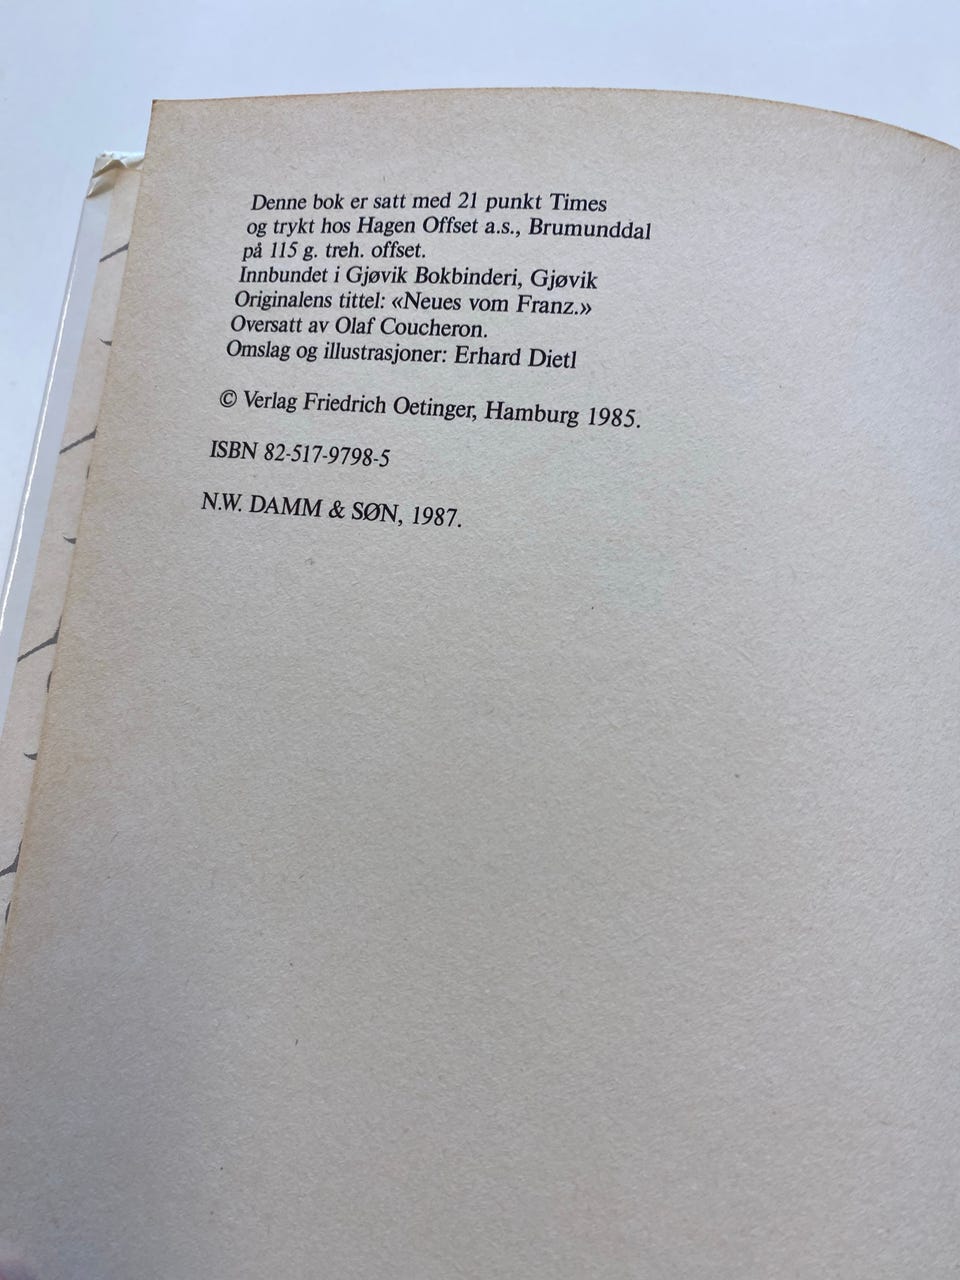 Denne bok er satt med 21 punkt Times
og trykt hos Hagen Offset a.s., Brumunddal
på 115 g. treh. offset.
Innbundet i Gjøvik Bokbinderi, Gjøvik
Originalens tittel: «Neues vom Franz.»
Oversatt av Olaf Coucheron.
Omslag og illustrasjoner: Erhard Dietl
© Verlag Friedrich Oetinger, Hamburg 1985.
ISBN 82-517-9798-5
N.W. DAMM & SØN, 1987.